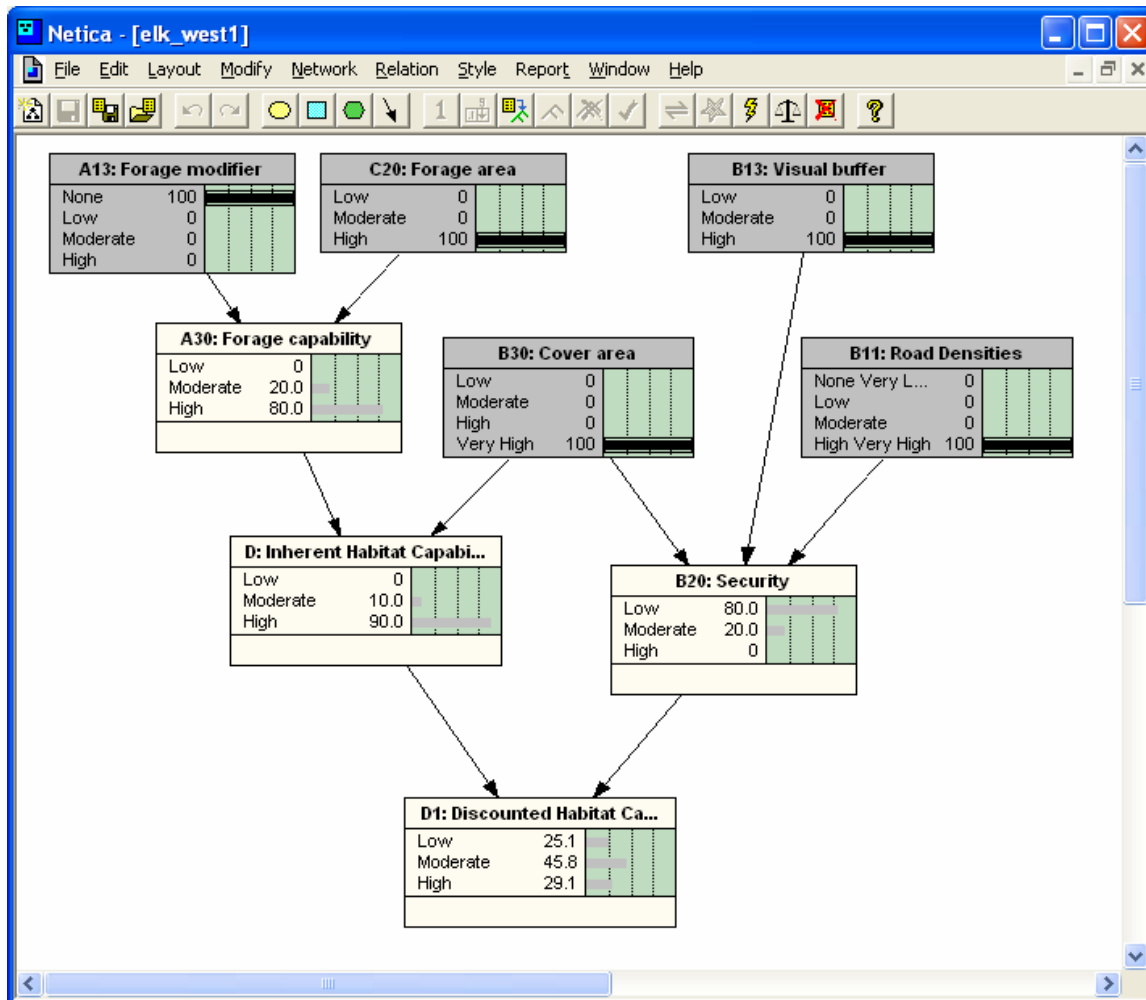 Netica - [elk_west1]
File Edit Layout Modify Network Relation Style Report Window Help
A13: Forage modifier
None 100
Low 0
Moderate 0
High 0
C20: Forage area
Low 0
Moderate 0
High 100
B13: Visual buffer
Low 0
Moderate 0
High 100
A30: Forage capability
Low 0
Moderate 20.0
High 80.0
B30: Cover area
Low 0
Moderate 0
High 0
Very High 100
B11: Road Densities
None Very L... 0
Low 0
Moderate 0
High Very High 100
D: Inherent Habitat Capabi...
Low 0
Moderate 10.0
High 90.0
B20: Security
Low 80.0
Moderate 20.0
High 0
D1: Discounted Habitat Ca...
Low 25.1
Moderate 45.8
High 29.1